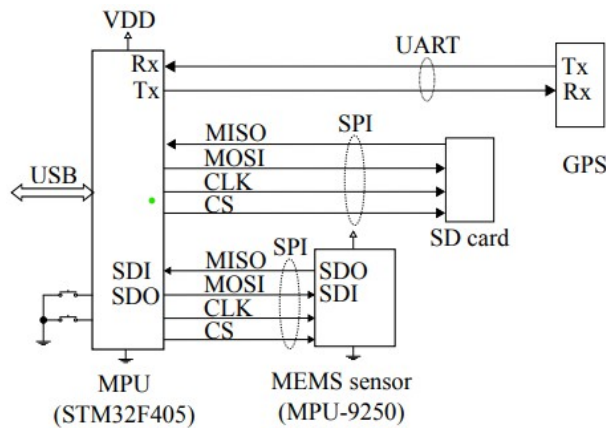 VDD
UART
Rx
Tx
Tx
Rx
GPS
SPI
MISO
MOSI
CLK
CS
USB
SD card
SPI
SDI
SDO
MISO
MOSI
CLK
CS
SDO
SDI
MPU
(STM32F405)
MEMS sensor
(MPU-9250)